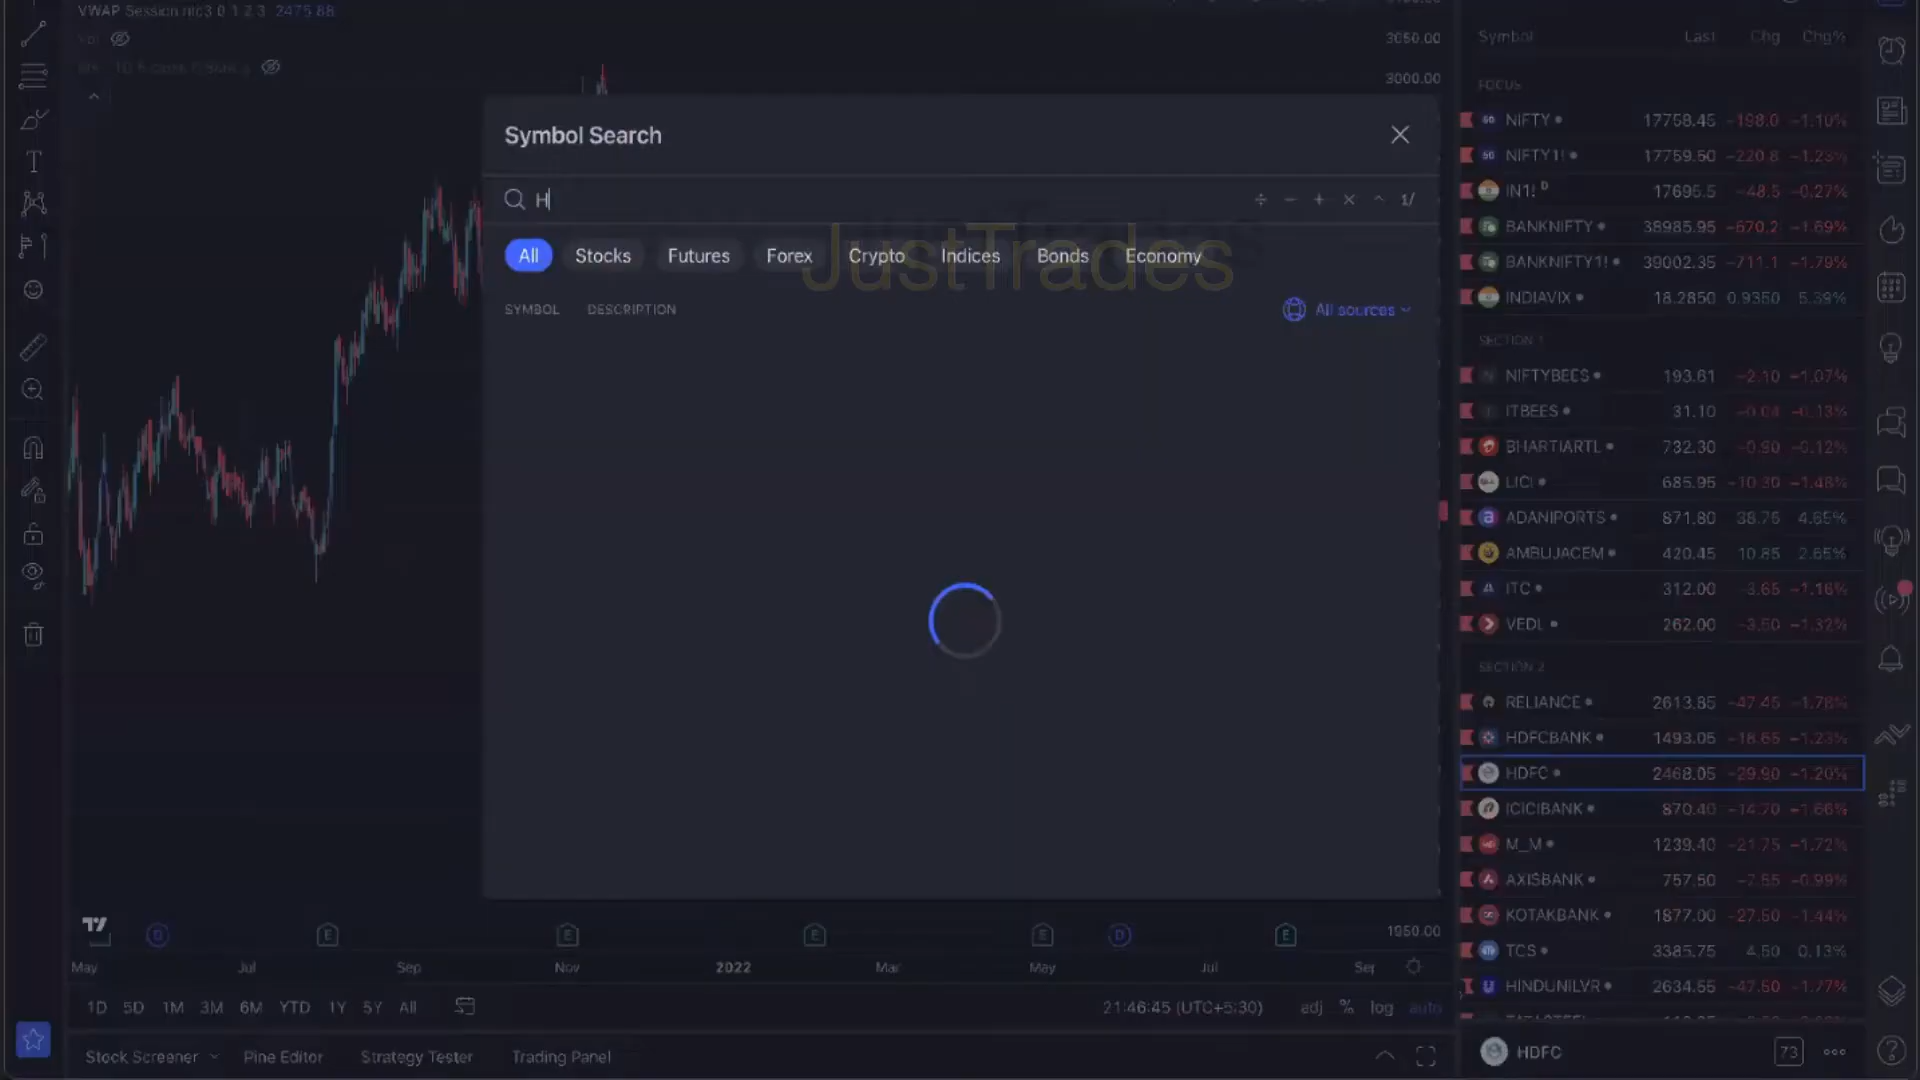 VWAP Session hlc3 0 1 2 3 2475.88
Vol
3050.00
3000.00
Symbol Search
H
÷ − + × ^ 1/
JustTrades
All Stocks Futures Forex Crypto Indices Bonds Economy
SYMBOL DESCRIPTION All sources
1950.00
May Jul Sep Nov 2022 Mar May Jul Sep
1D 5D 1M 3M 6M YTD 1Y 5Y All
21:46:45 (UTC+5:30) adj % log auto
Stock Screener Pine Editor Strategy Tester Trading Panel
Symbol Last Chg Chg%
FOCUS
NIFTY 17758.45 −198.0 −1.10%
NIFTY1! 17759.50 −220.8 −1.23%
IN1! D 17695.5 −48.5 −0.27%
BANKNIFTY 38985.95 −670.2 −1.69%
BANKNIFTY1! 39002.35 −711.1 −1.79%
INDIAVIX 18.2850 0.9350 5.39%
SECTION 1
NIFTYBEES 193.61 −2.10 −1.07%
ITBEES 31.10 −0.04 −0.13%
BHARTIARTL 732.30 −0.90 −0.12%
LICI 685.95 −10.30 −1.48%
ADANIPORTS 871.80 38.75 4.65%
AMBUJACEM 420.45 10.85 2.65%
ITC 312.00 −3.65 −1.16%
VEDL 262.00 −3.50 −1.32%
SECTION 2
RELIANCE 2613.85 −47.45 −1.78%
HDFCBANK 1493.05 −18.65 −1.23%
HDFC 2468.05 −29.90 −1.20%
ICICIBANK 870.40 −14.70 −1.66%
M_M 1239.40 −21.75 −1.72%
AXISBANK 757.50 −7.55 −0.99%
KOTAKBANK 1877.00 −27.50 −1.44%
TCS 3385.75 4.50 0.13%
HINDUNILVR 2634.55 −47.50 −1.77%
HDFC 73